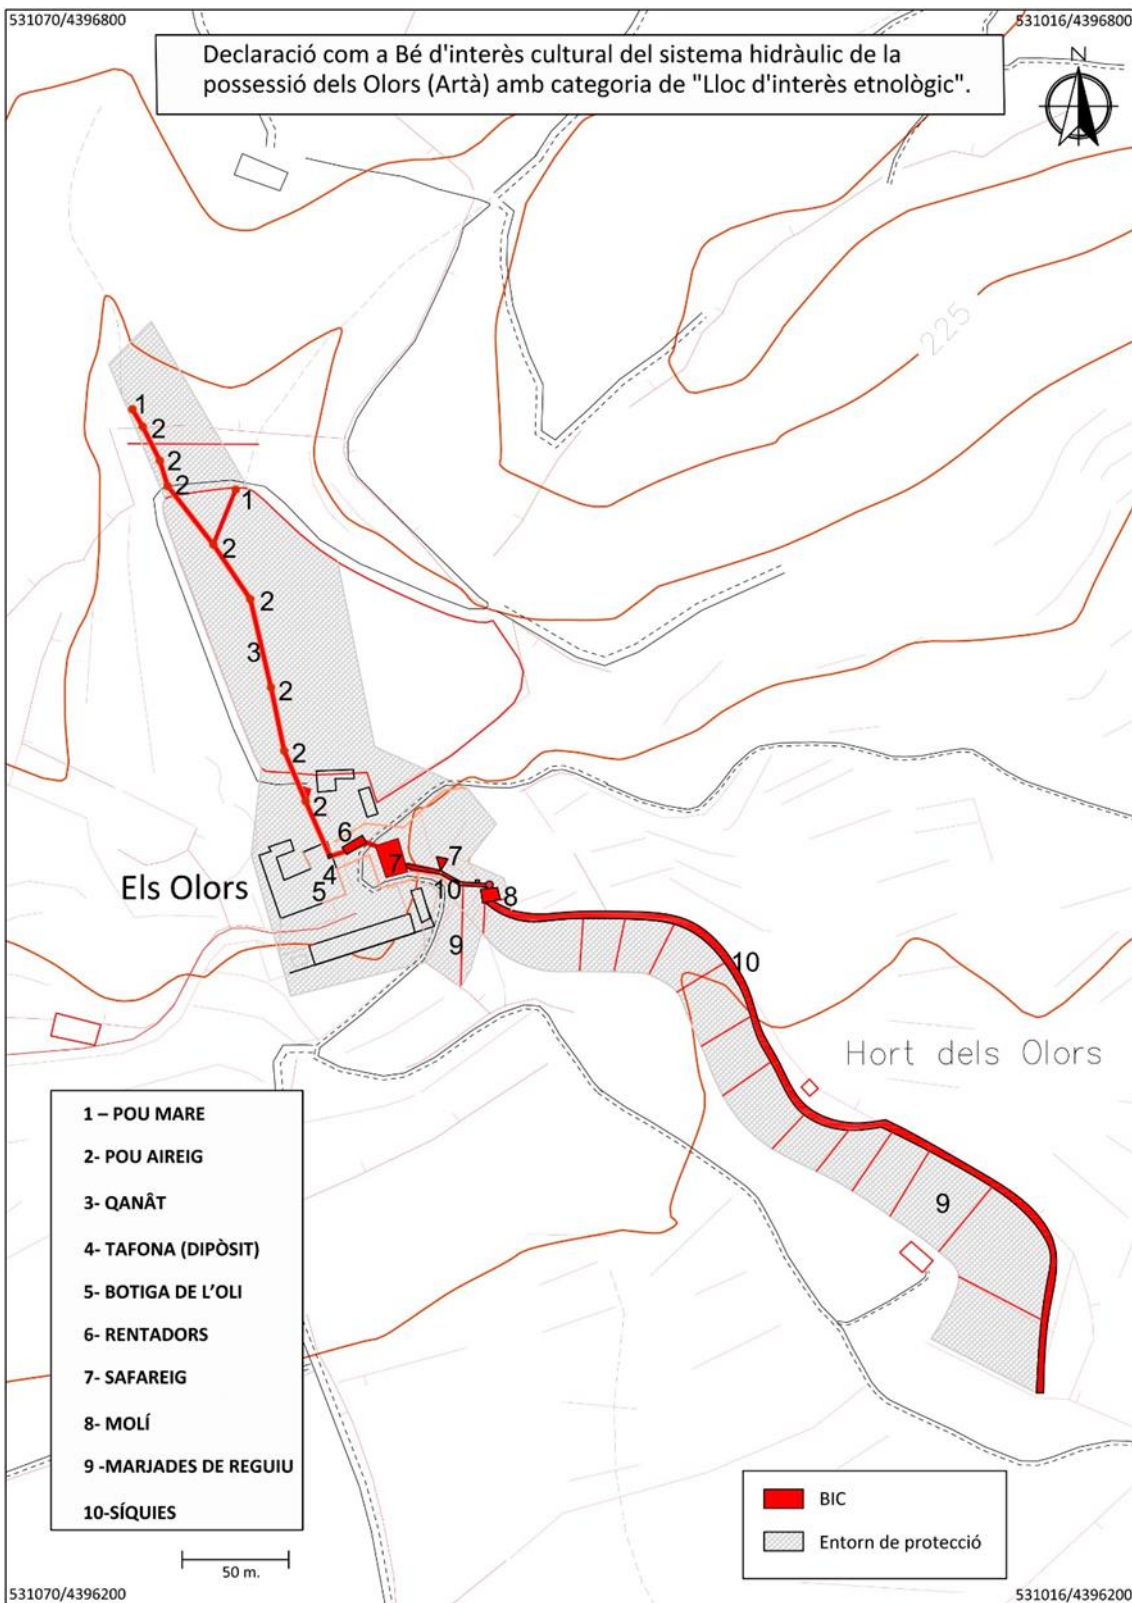 531070/4396800
531016/4396800
Declaració com a Bé d'interès cultural del sistema hidràulic de la
possessió dels Olors (Artà) amb categoria de "Lloc d'interès etnològic".
N
225
1
2
2
2
1
2
2
3
2
2
2
6
4
7
7
5
10
8
Els Olors
9
10
Hort dels Olors
9
1 – POU MARE
2- POU AIREIG
3- QANÂT
4- TAFONA (DIPÒSIT)
5- BOTIGA DE L'OLI
6- RENTADORS
7- SAFAREIG
8- MOLÍ
9 -MARJADES DE REGUIU
10-SÍQUIES
BIC
Entorn de protecció
50 m.
531070/4396200
531016/4396200